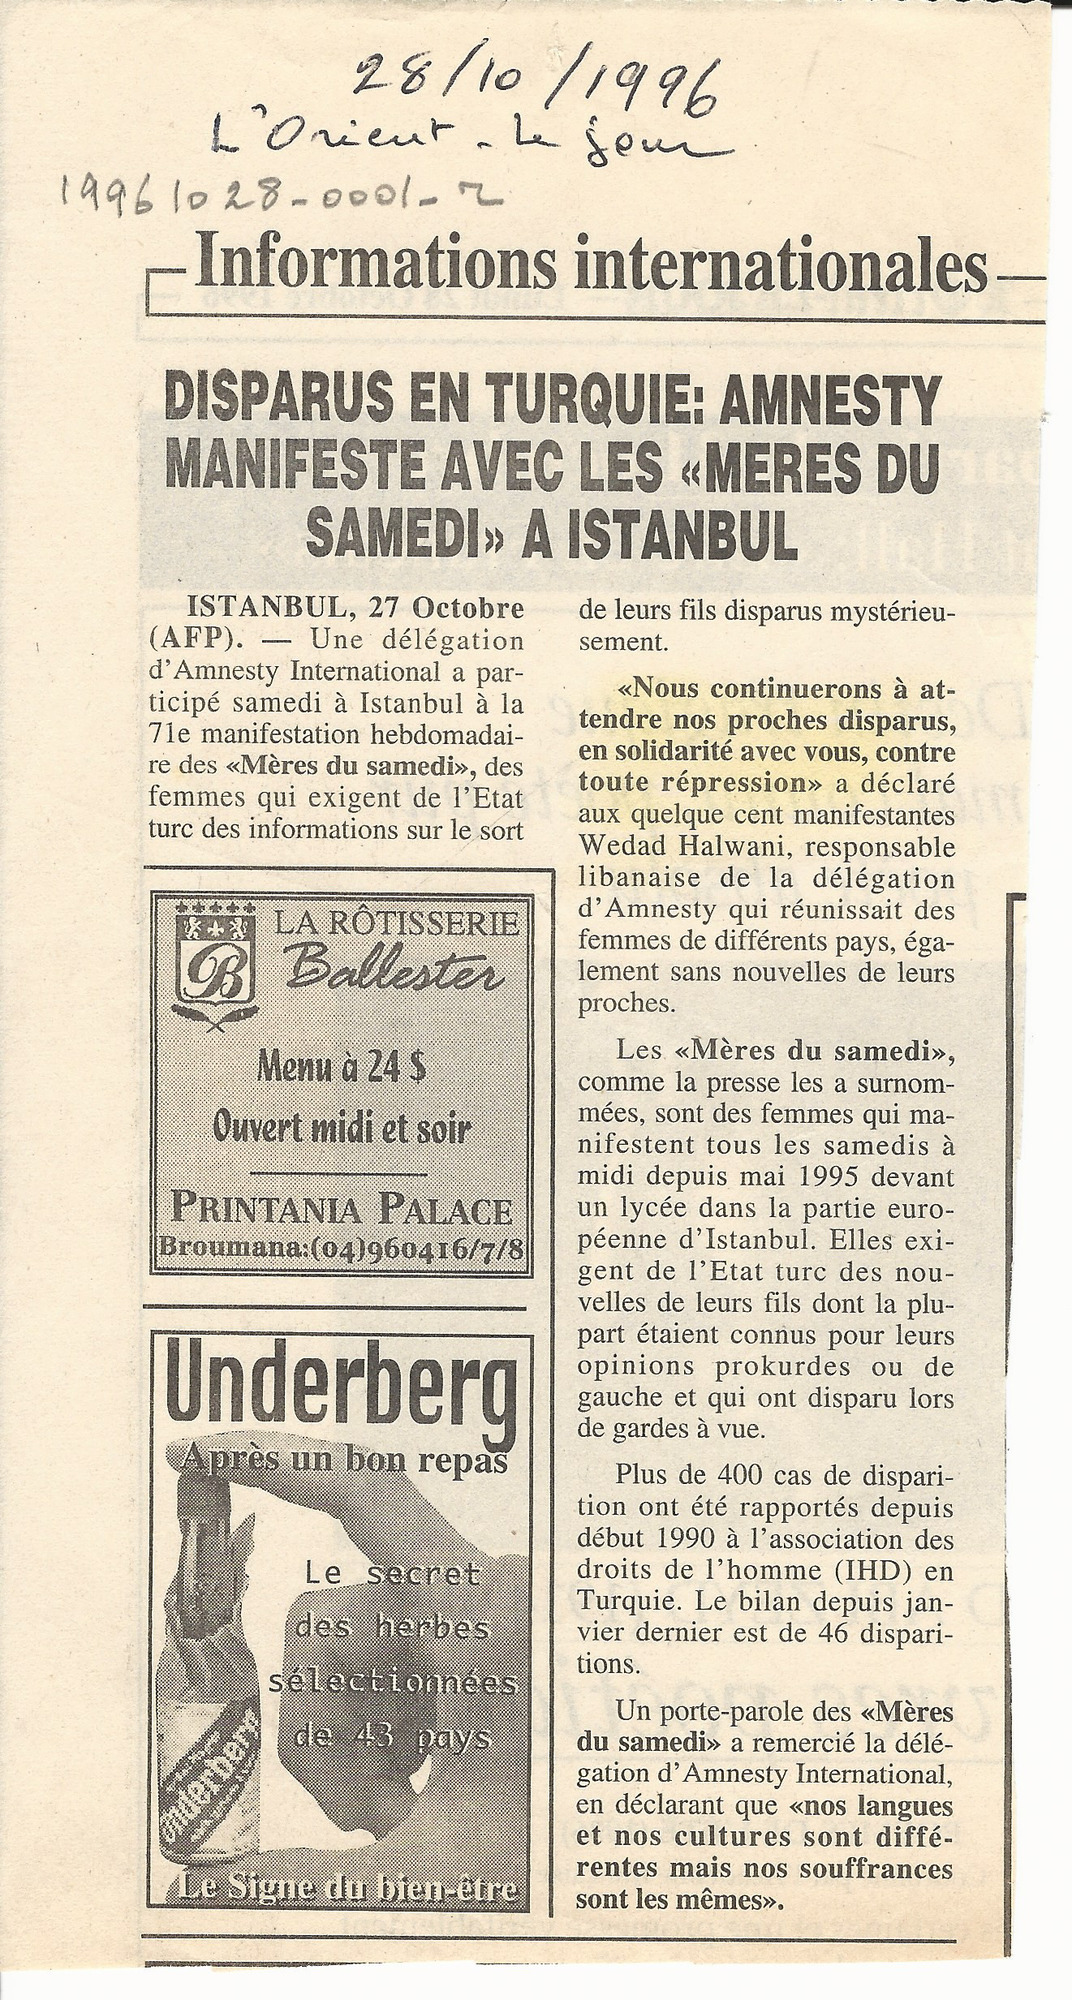 28/10/1996
L'Orient - le jour
19961028-0001-2
Informations internationales
DISPARUS EN TURQUIE: AMNESTY
MANIFESTE AVEC LES «MERES DU
SAMEDI» A ISTANBUL
ISTANBUL, 27 Octobre
(AFP). — Une délégation
d'Amnesty International a par-
ticipé samedi à Istanbul à la
71e manifestation hebdomadai-
re des «Mères du samedi», des
femmes qui exigent de l'Etat
turc des informations sur le sort
de leurs fils disparus mystérieu-
sement.
«Nous continuerons à at-
tendre nos proches disparus,
en solidarité avec vous, contre
toute répression» a déclaré
aux quelque cent manifestantes
Wedad Halwani, responsable
libanaise de la délégation
d'Amnesty qui réunissait des
femmes de différents pays, éga-
lement sans nouvelles de leurs
proches.
Les «Mères du samedi»,
comme la presse les a surnom-
mées, sont des femmes qui ma-
nifestent tous les samedis à
midi depuis mai 1995 devant
un lycée dans la partie euro-
péenne d'Istanbul. Elles exi-
gent de l'Etat turc des nou-
velles de leurs fils dont la plu-
part étaient connus pour leurs
opinions prokurdes ou de
gauche et qui ont disparu lors
de gardes à vue.
Plus de 400 cas de dispari-
tion ont été rapportés depuis
début 1990 à l'association des
droits de l'homme (IHD) en
Turquie. Le bilan depuis jan-
vier dernier est de 46 dispari-
tions.
Un porte-parole des «Mères
du samedi» a remercié la délé-
gation d'Amnesty International,
en déclarant que «nos langues
et nos cultures sont diffé-
rentes mais nos souffrances
sont les mêmes».
B
LA RÔTISSERIE
Ballester
Menu à 24 $
Ouvert midi et soir
PRINTANIA PALACE
Broumana:(04)960416/7/8
Underberg
Après un bon repas
Le secret
des herbes
sélectionnées
de 43 pays
Underberg
Le Signe du bien-être